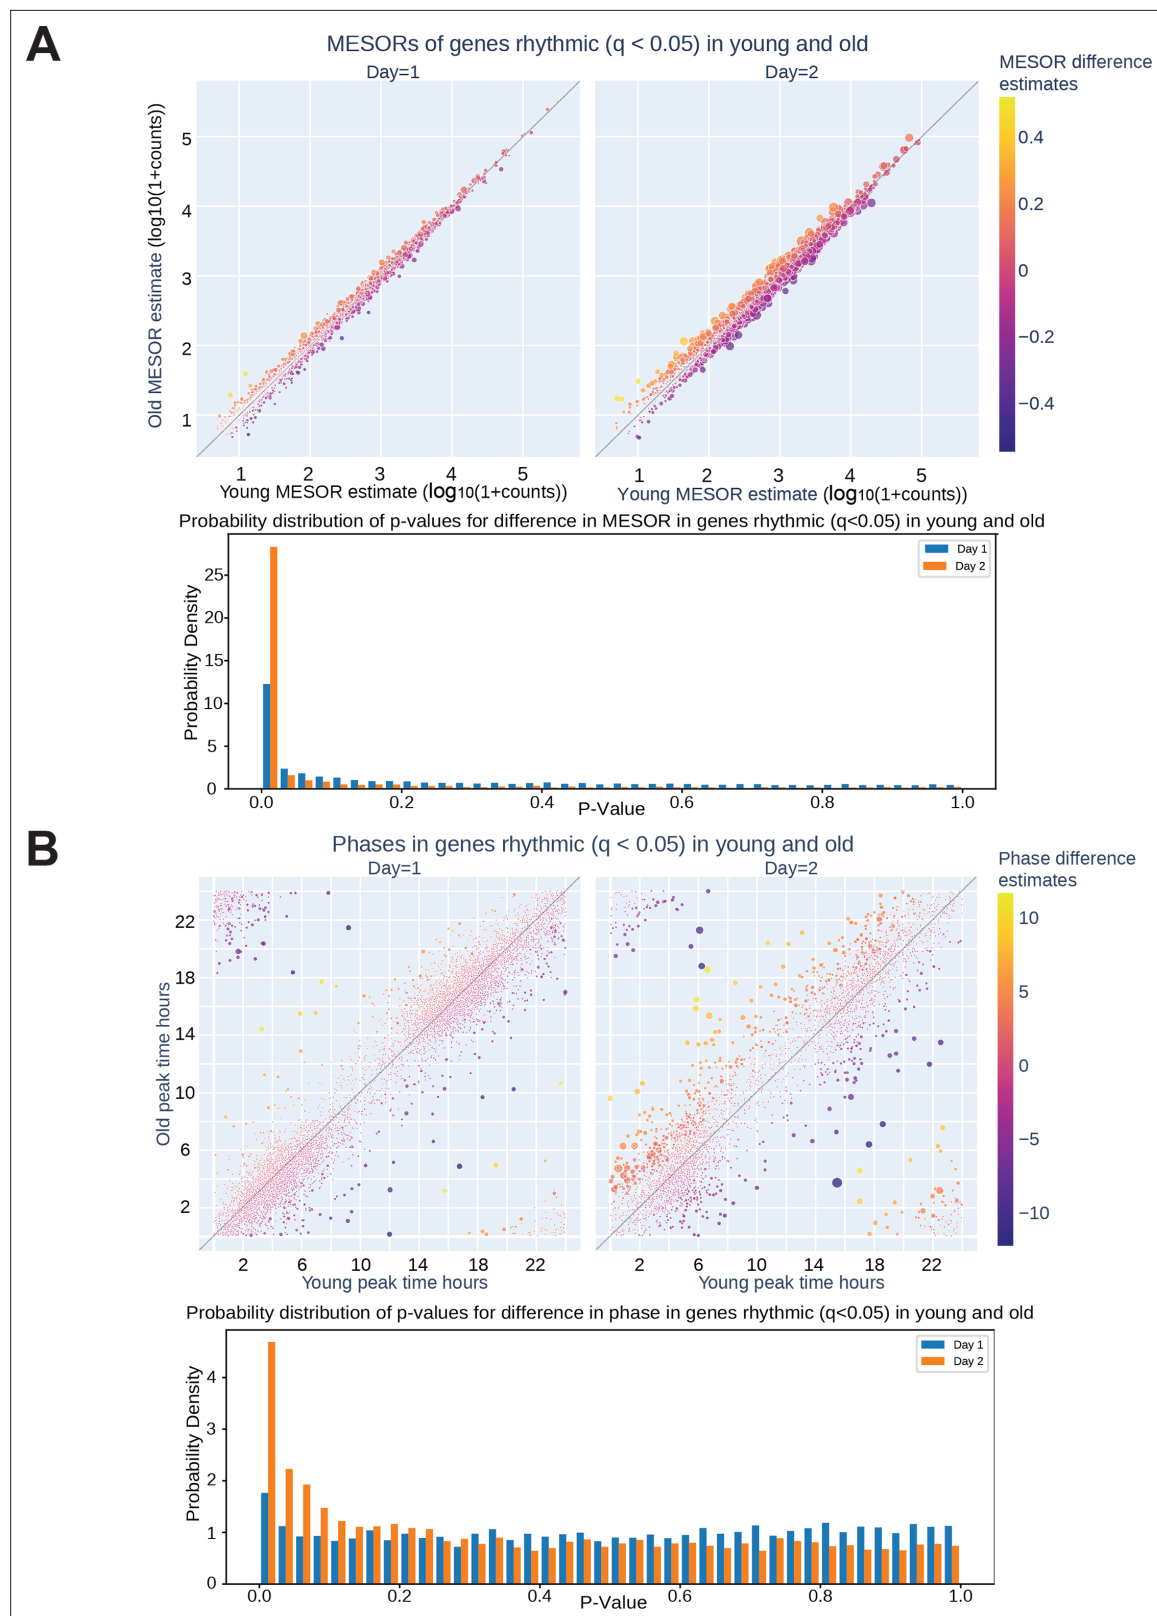 A
MESORs of genes rhythmic (q < 0.05) in young and old
Day=1
Day=2
MESOR difference
estimates
Old MESOR estimate (log10(1+counts))
5
4
3
2
1
0.4
0.2
0
−0.2
−0.4
1 2 3 4 5
1 2 3 4 5
Young MESOR estimate (log10(1+counts))
Young MESOR estimate (log10(1+counts))
Probability distribution of p-values for difference in MESOR in genes rhythmic (q<0.05) in young and old
Day 1
Day 2
Probability Density
25
20
15
10
5
0
0.0 0.2 0.4 0.6 0.8 1.0
P-Value
B
Phases in genes rhythmic (q < 0.05) in young and old
Day=1
Day=2
Phase difference
estimates
Old peak time hours
22
18
14
10
6
2
10
5
0
−5
−10
2 6 10 14 18 22
2 6 10 14 18 22
Young peak time hours
Young peak time hours
Probability distribution of p-values for difference in phase in genes rhythmic (q<0.05) in young and old
Day 1
Day 2
Probability Density
4
3
2
1
0
0.0 0.2 0.4 0.6 0.8 1.0
P-Value